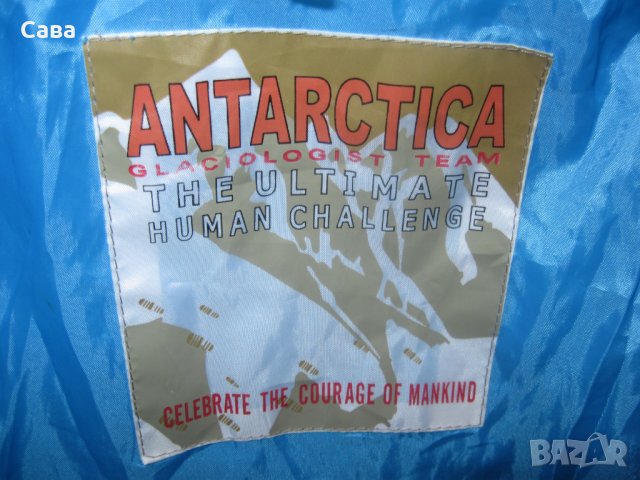 Сава
ANTARCTICA
GLACIOLOGIST TEAM
THE ULTIMATE
HUMAN CHALLENGE
CELEBRATE THE COURAGE OF MANKIND
BAZAR